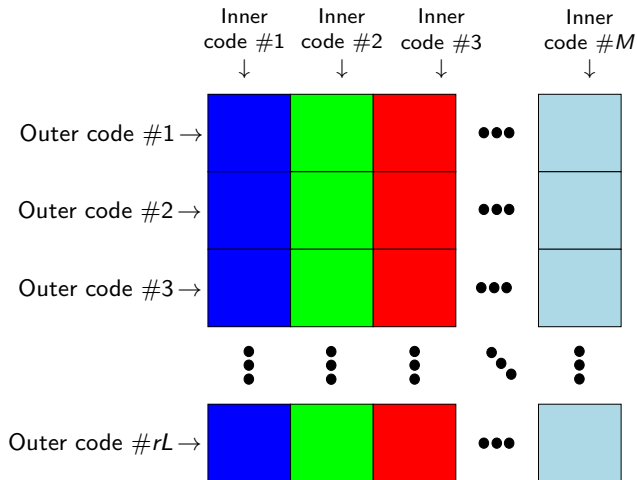 Inner code #1 ↓
Inner code #2 ↓
Inner code #3 ↓
Inner code #M ↓
Outer code #1→
Outer code #2→
Outer code #3→
Outer code #rL→